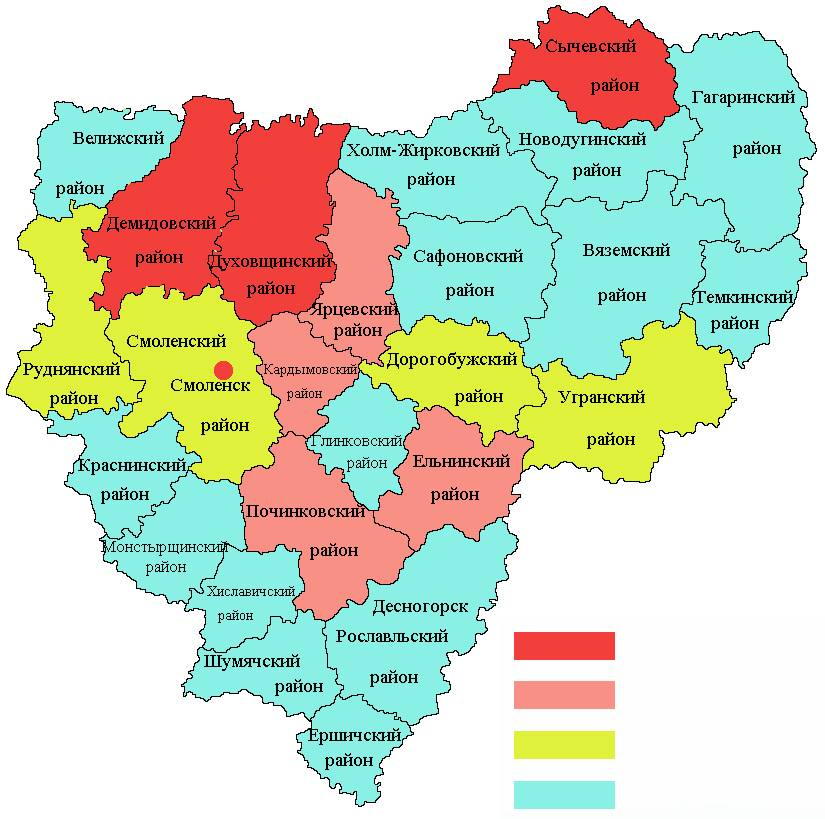 Сычевский
район
Гагаринский
район
Новодугинский
район
Велижский
район
Холм-Жирковский
район
Демидовский
район
Духовщинский
район
Сафоновский
район
Вяземский
район
Темкинский
район
Ярцевский
район
Смоленский
Смоленск
район
Руднянский
район
Кардымовский
район
Дорогобужский
район
Угранский
район
Глинковский
район
Ельнинский
район
Краснинский
район
Починковский
район
Монстырщинский
район
Хиславичский
район
Десногорск
Рославльский
район
Шумячский
район
Ершичский
район